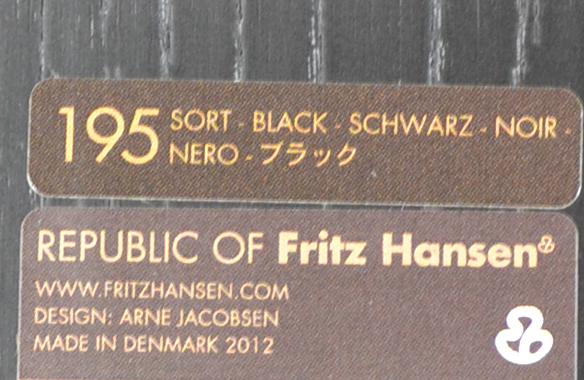 195 SORT - BLACK - SCHWARZ - NOIR -
NERO - ブラック
REPUBLIC OF Fritz Hansen®
WWW.FRITZHANSEN.COM
DESIGN: ARNE JACOBSEN
MADE IN DENMARK 2012